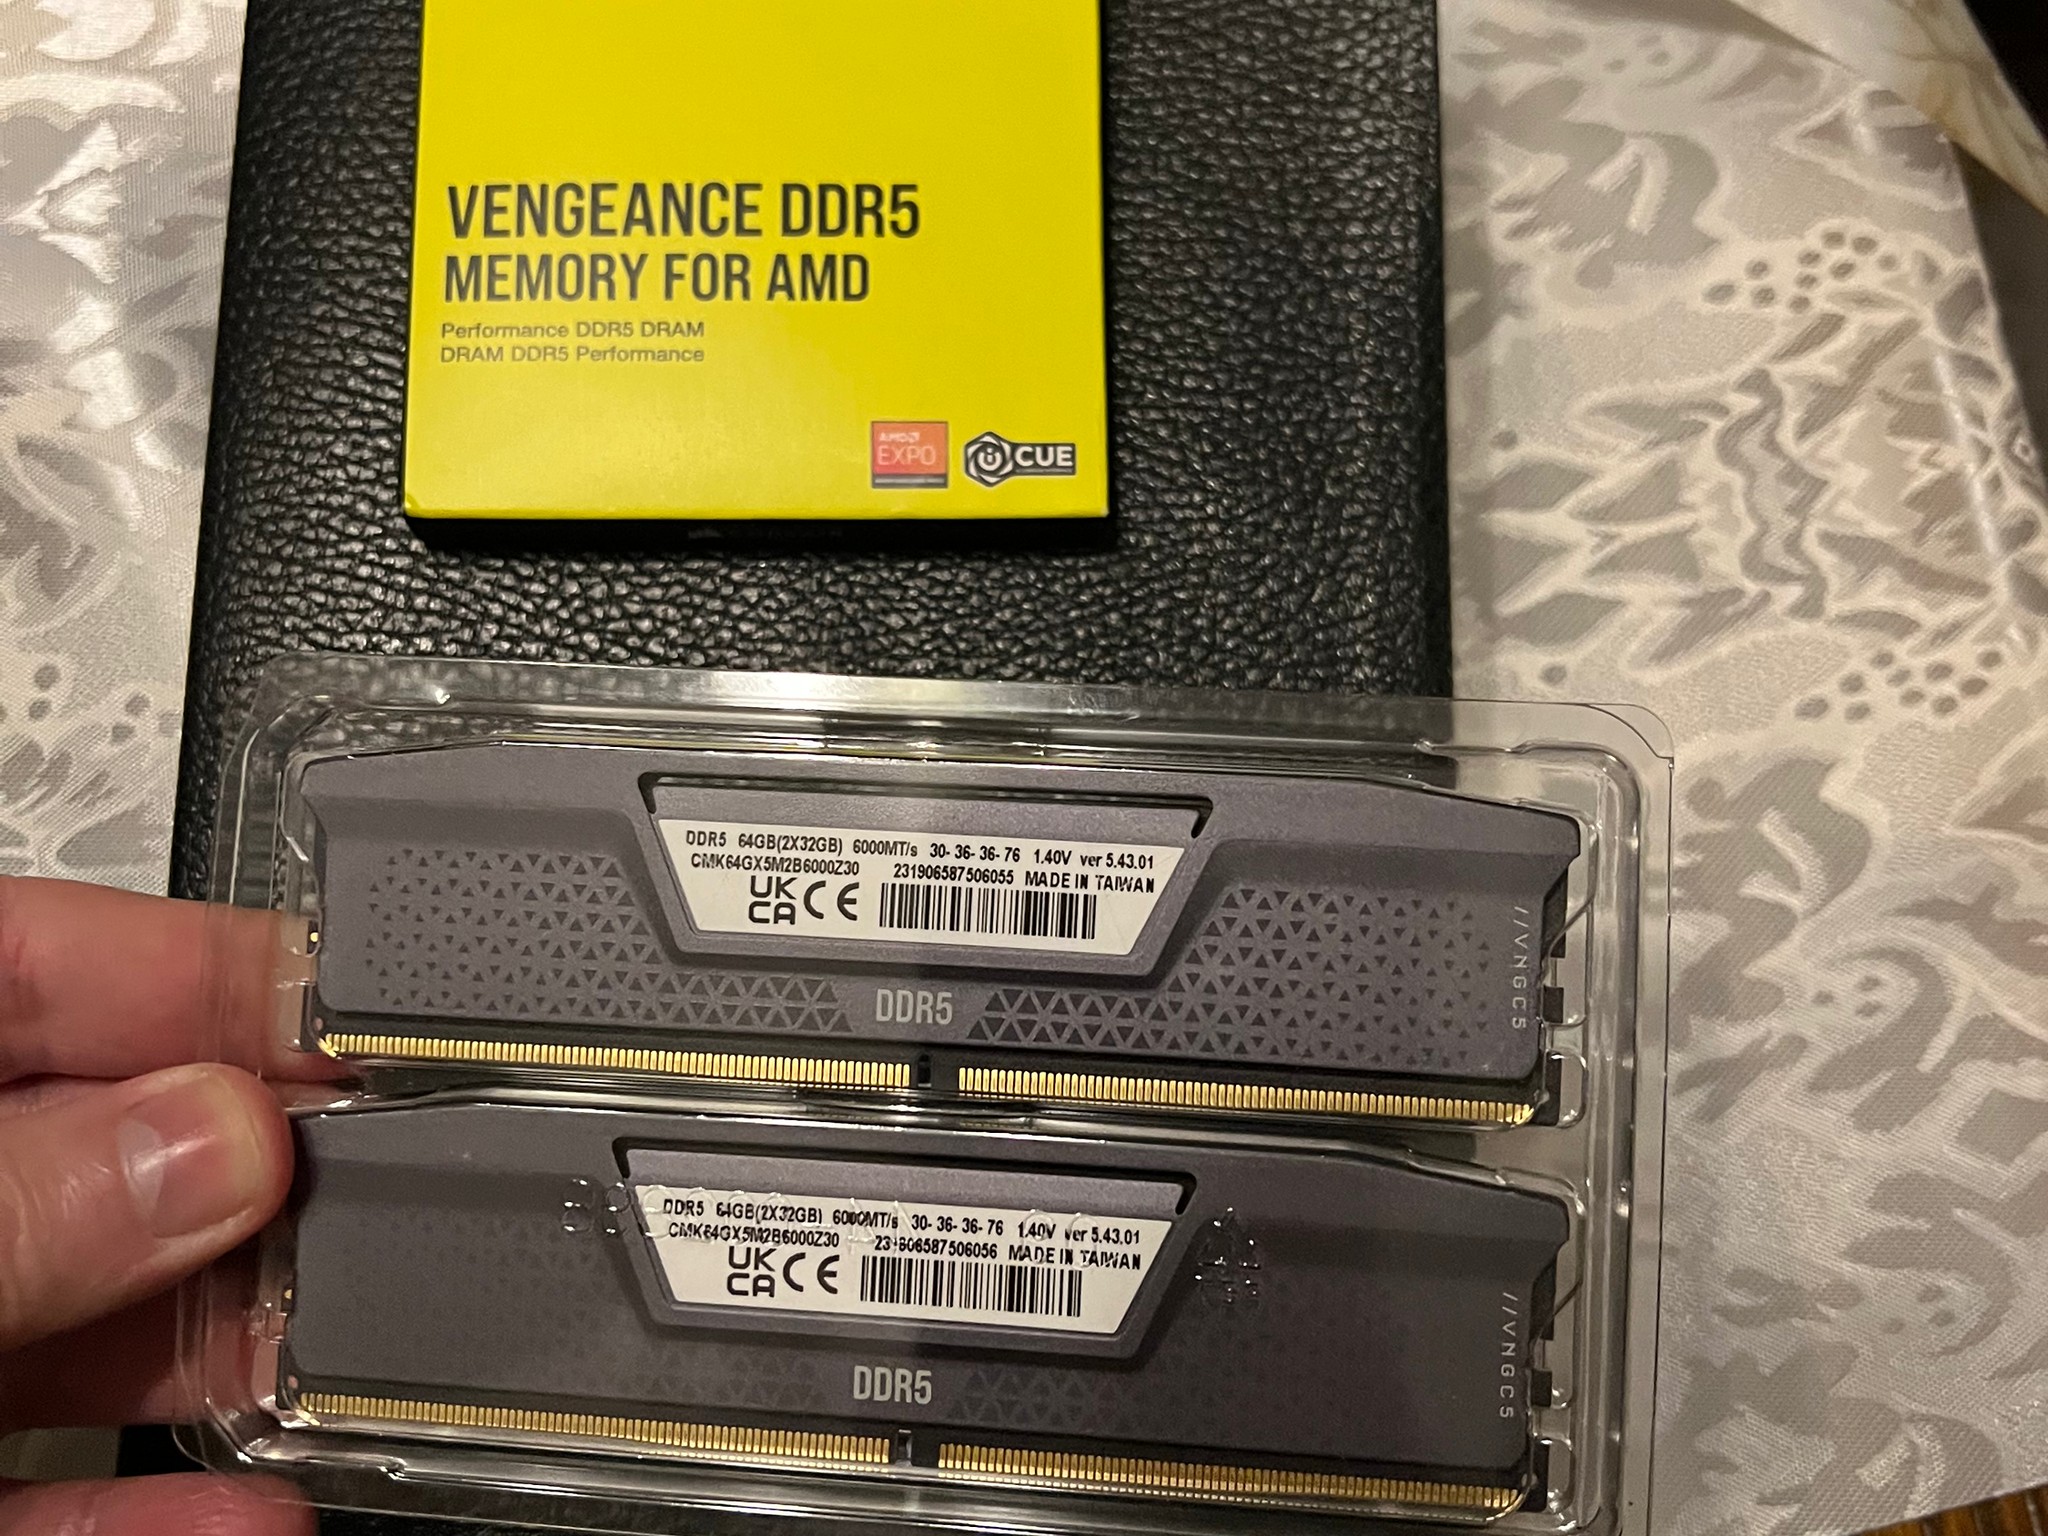 VENGEANCE DDR5
MEMORY FOR AMD
Performance DDR5 DRAM
DRAM DDR5 Performance
AMD
EXPO
iCUE
DDR5 64GB(2X32GB) 6000MT/s 30-36-36-76 1.40V ver 5.43.01
CMK64GX5M2B6000Z30 231906587506055 MADE IN TAIWAN
UK
CA CE
DDR5
//VNGC5
DDR5 64GB(2X32GB) 6000MT/s 30-36-36-76 1.40V ver 5.43.01
CMK64GX5M2B6000Z30 231906587506056 MADE IN TAIWAN
UK
CA CE
DDR5
//VNGC5